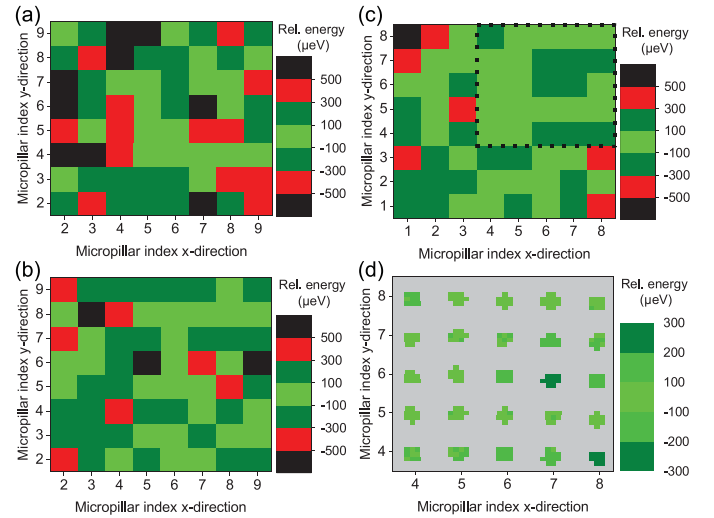 (a)
Rel. energy
(µeV)
500
300
100
-100
-300
-500
Micropillar index y-direction
9
8
7
6
5
4
3
2
2 3 4 5 6 7 8 9
Micropillar index x-direction
(c)
Rel. energy
(µeV)
500
300
100
-100
-300
-500
Micropillar index y-direction
8
7
6
5
4
3
2
1
1 2 3 4 5 6 7 8
Micropillar index x-direction
(b)
Rel. energy
(µeV)
500
300
100
-100
-300
-500
Micropillar index y-direction
9
8
7
6
5
4
3
2
2 3 4 5 6 7 8 9
Micropillar index x-direction
(d)
Rel. energy
(µeV)
300
200
100
-100
-200
-300
Micropillar index y-direction
8
7
6
5
4
4 5 6 7 8
Micropillar index x-direction